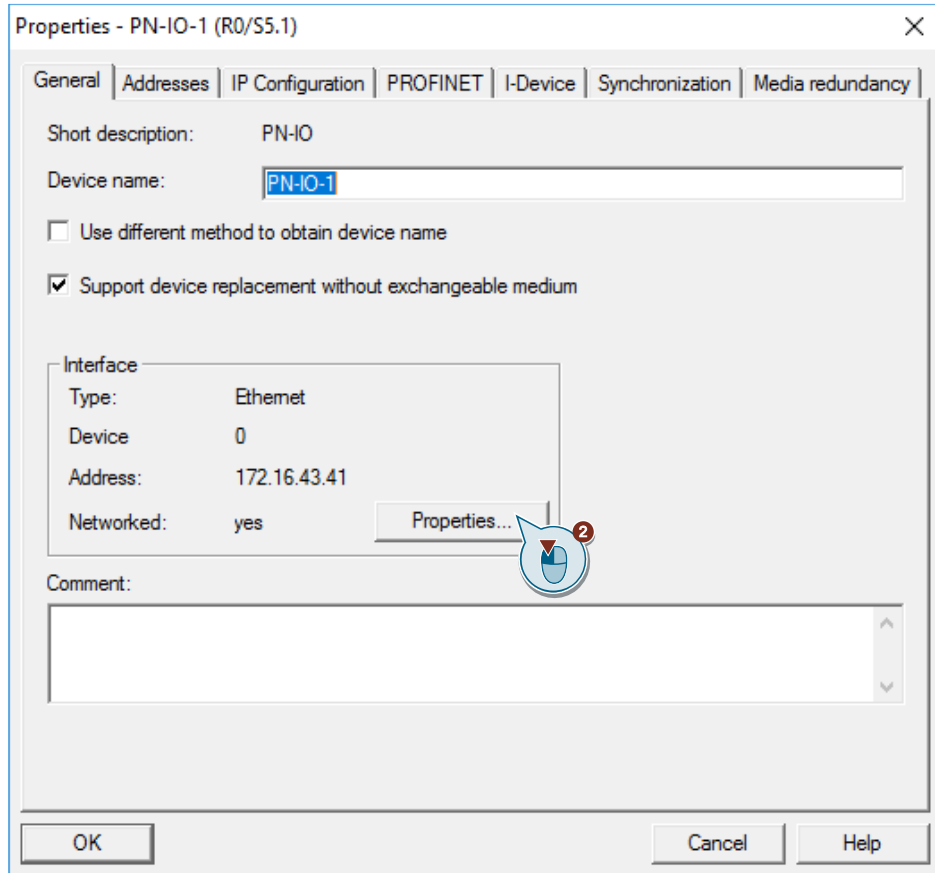 Properties - PN-IO-1 (R0/S5.1)
General Addresses IP Configuration PROFINET I-Device Synchronization Media redundancy
Short description: PN-IO
Device name: PN-IO-1
Use different method to obtain device name
Support device replacement without exchangeable medium
Interface
Type: Ethernet
Device 0
Address: 172.16.43.41
Networked: yes Properties...
2
Comment:
OK Cancel Help